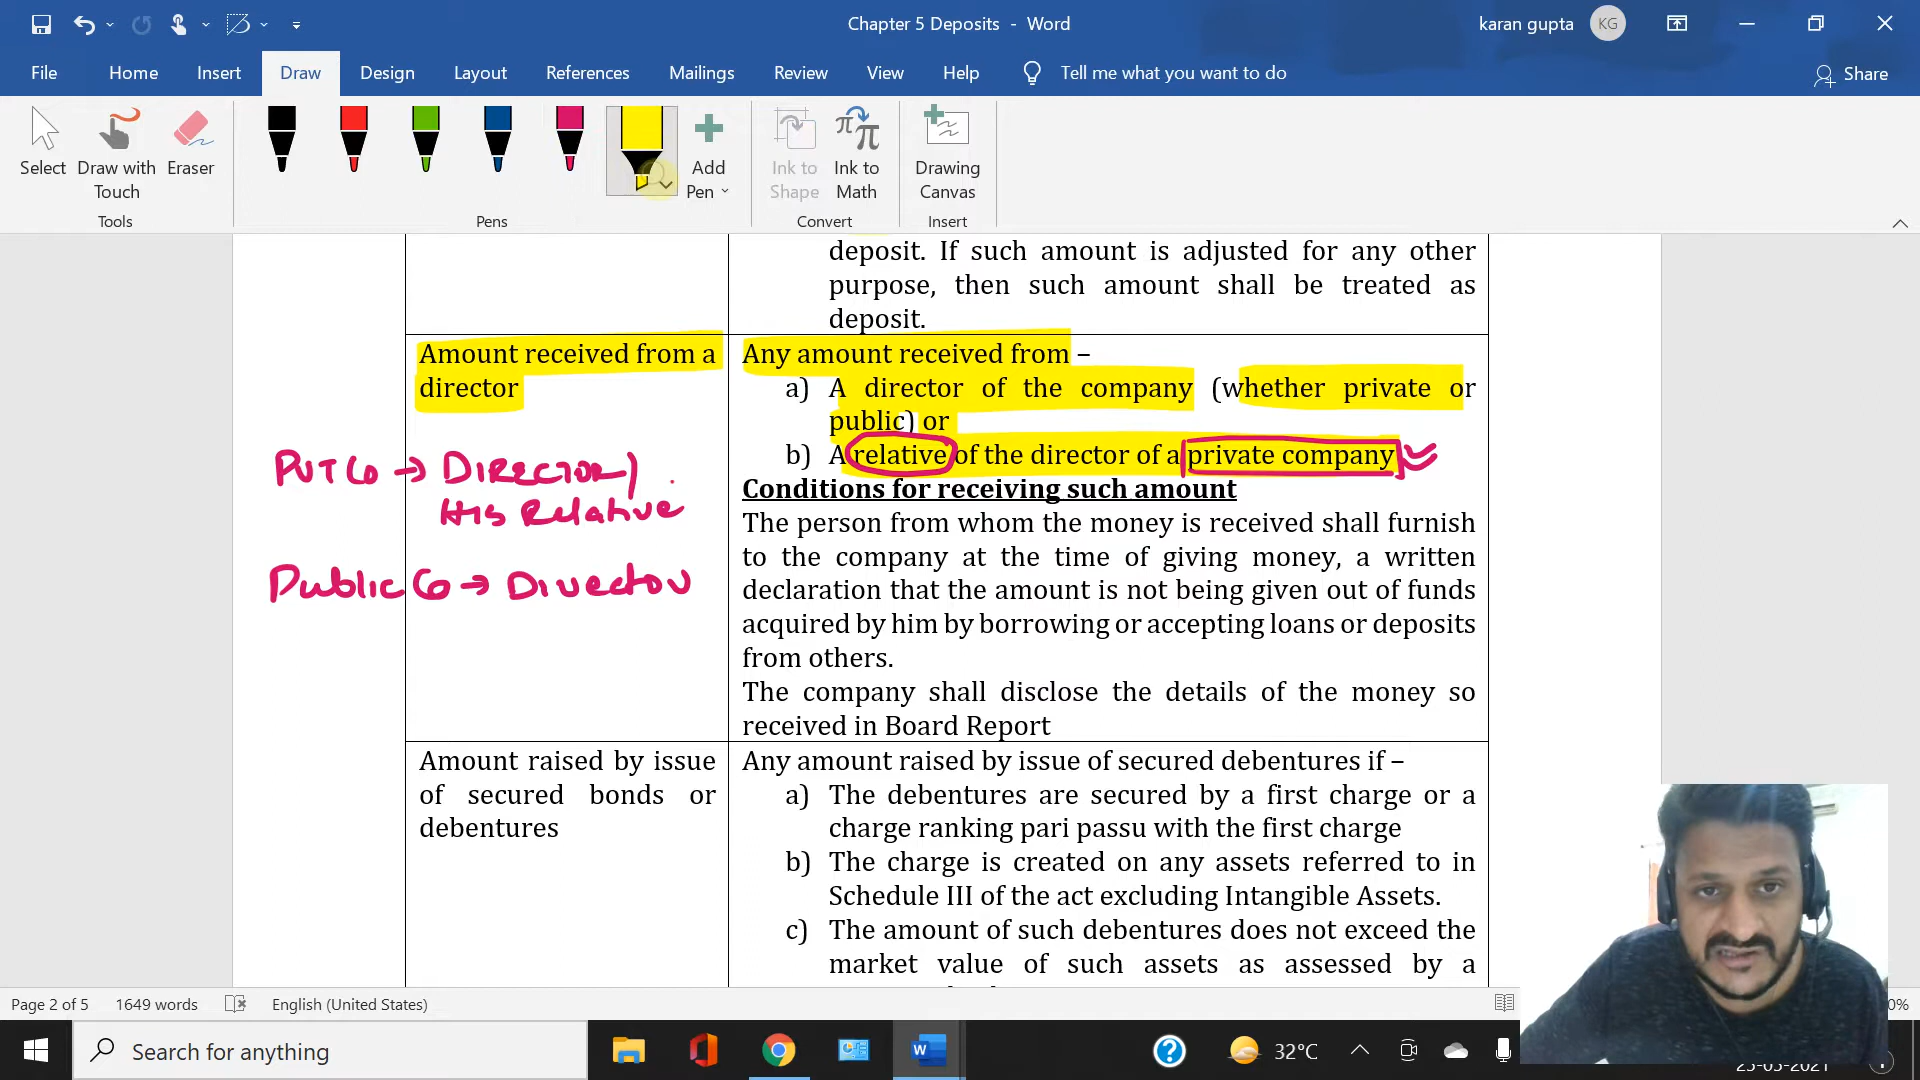 Chapter 5 Deposits - Word
karan gupta
KG
File
Home
Insert
Draw
Design
Layout
References
Mailings
Review
View
Help
Tell me what you want to do
Share
Select
Draw with
Touch
Eraser
Add
Pen
Ink to
Shape
Ink to
Math
Drawing
Canvas
Tools
Pens
Convert
Insert
deposit. If such amount is adjusted for any other
purpose, then such amount shall be treated as
deposit.
Amount received from a
director
Any amount received from –
a) A director of the company (whether private or
public) or
b) A relative of the director of a private company
Conditions for receiving such amount
The person from whom the money is received shall furnish
to the company at the time of giving money, a written
declaration that the amount is not being given out of funds
acquired by him by borrowing or accepting loans or deposits
from others.
The company shall disclose the details of the money so
received in Board Report
PVT Co → DIRECTOR/
His Relative
Public Co → Director
Amount raised by issue
of secured bonds or
debentures
Any amount raised by issue of secured debentures if –
a) The debentures are secured by a first charge or a
charge ranking pari passu with the first charge
b) The charge is created on any assets referred to in
Schedule III of the act excluding Intangible Assets.
c) The amount of such debentures does not exceed the
market value of such assets as assessed by a
Page 2 of 5
1649 words
English (United States)
0%
Search for anything
32°C